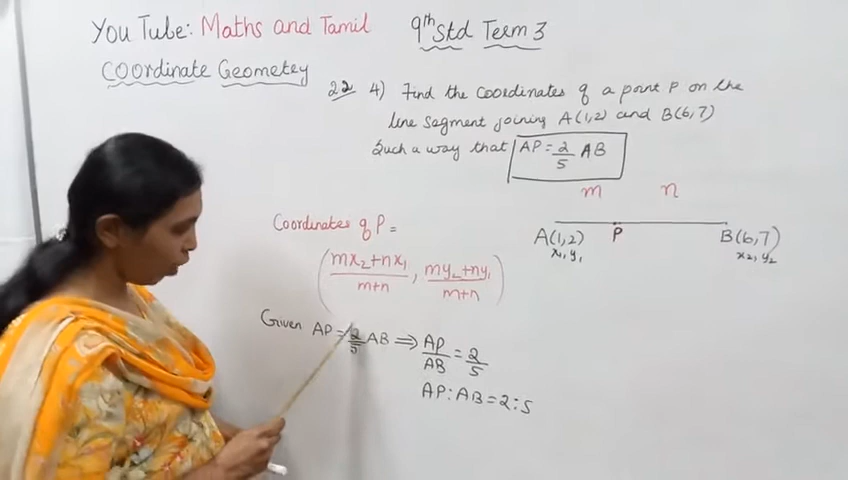 You Tube: Maths and Tamil 9th Std Term 3
COordinate Geometey
22 4) Find the coordinates of a point P on the
line segment joining A(1,2) and B(6,7)
Such a way that AP = 2/5 AB
m n
A(1,2) P B(6,7)
x₁, y₁ x₂, y₂
Coordinates of P =
(mx₂+nx₁/m+n , my₂+ny₁/m+n)
Given AP = 2/5 AB ⇒ AP/AB = 2/5
AP : AB = 2 : 5